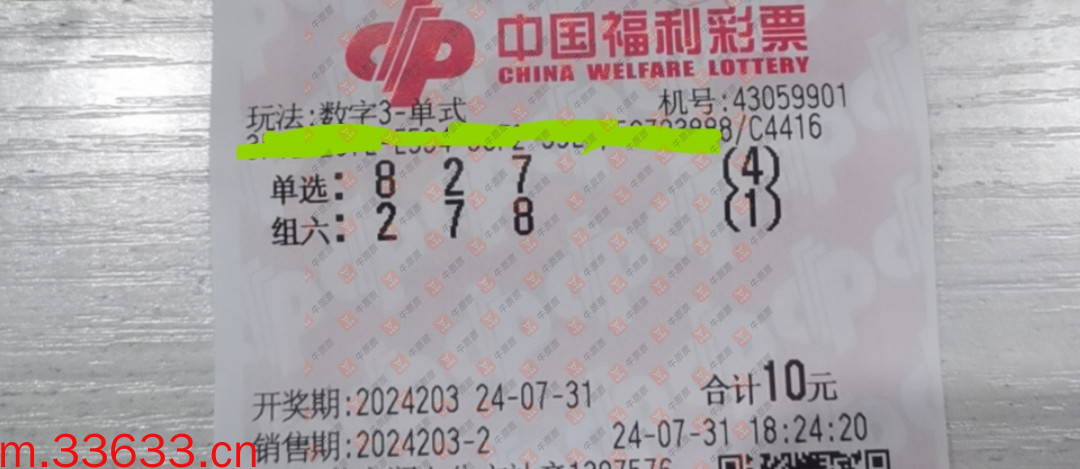 中国福利彩票
CHINA WELFARE LOTTERY
玩法:数字3-单式 机号:43059901
8/C4416
单选: 8 2 7 (4)
组六: 2 7 8 (1)
开奖期:2024203 24-07-31 合计10元
销售期:2024203-2 24-07-31 18:24:20
m.33633.cn